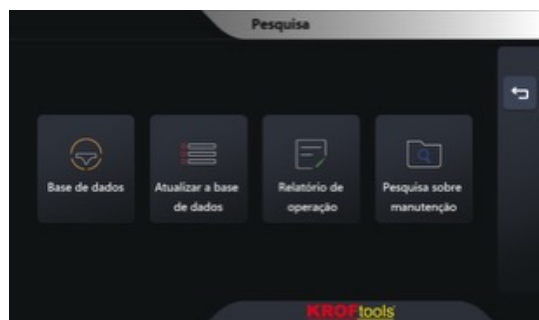 Pesquisa
Base de dados
Atualizar a base
de dados
Relatório de
operação
Pesquisa sobre
manutenção
KROFtools